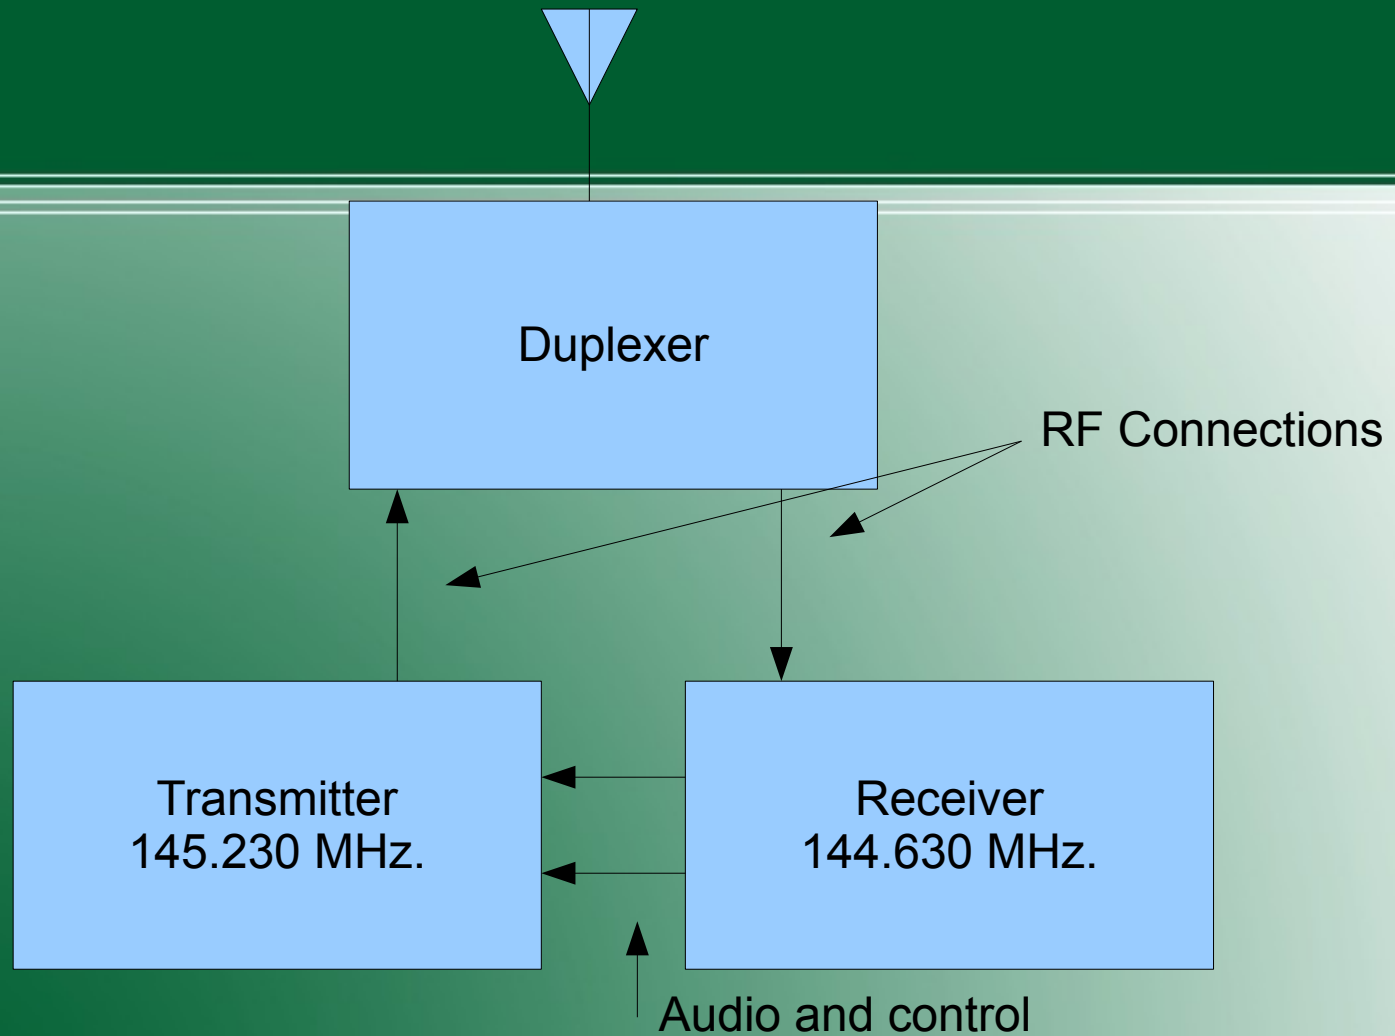 Duplexer
RF Connections
Transmitter
145.230 MHz.
Receiver
144.630 MHz.
Audio and control